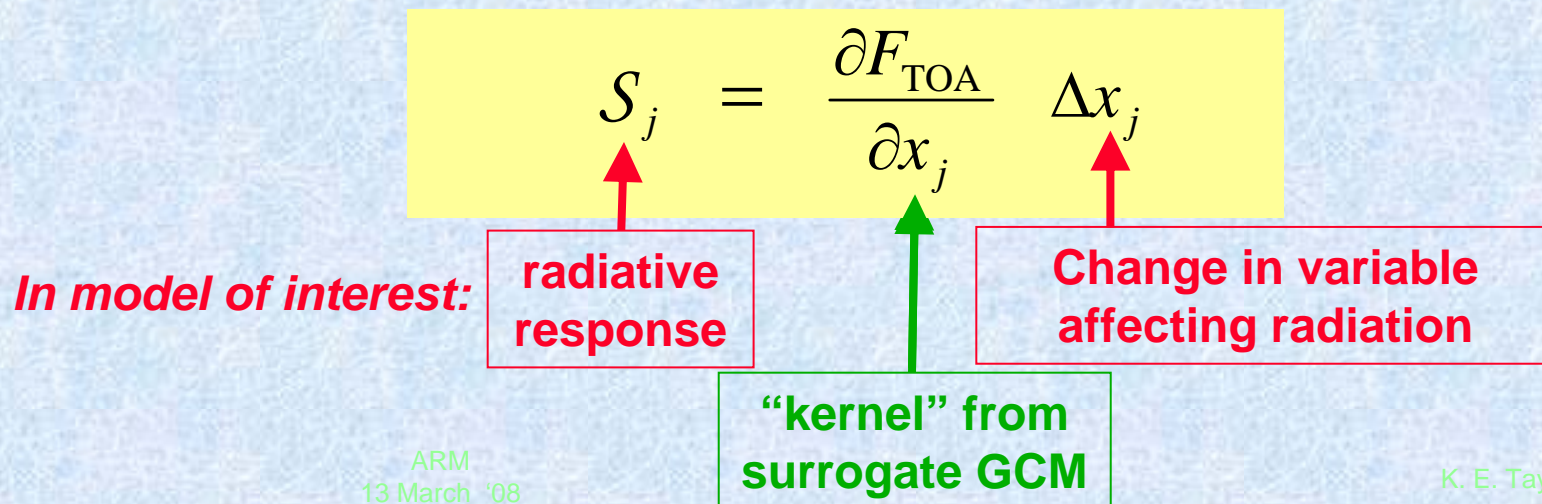 S_j = ∂F_TOA / ∂x_j Δx_j
In model of interest:
radiative
response
Change in variable
affecting radiation
“kernel” from
surrogate GCM
ARM
13 March '08
K. E. Tay